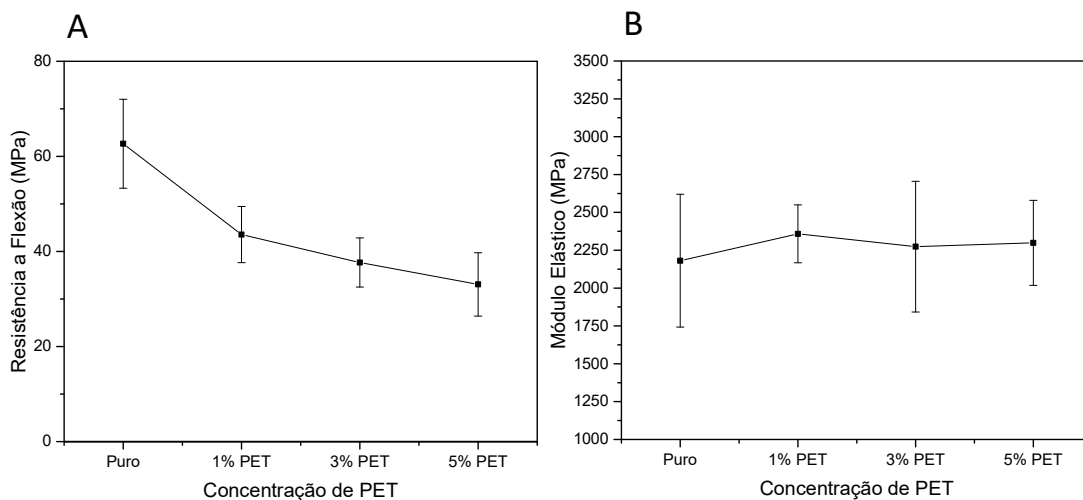 A
80
60
40
20
0
Resistência a Flexão (MPa)
Puro 1% PET 3% PET 5% PET
Concentração de PET
B
3500
3250
3000
2750
2500
2250
2000
1750
1500
1250
1000
Módulo Elástico (MPa)
Puro 1% PET 3% PET 5% PET
Concentração de PET